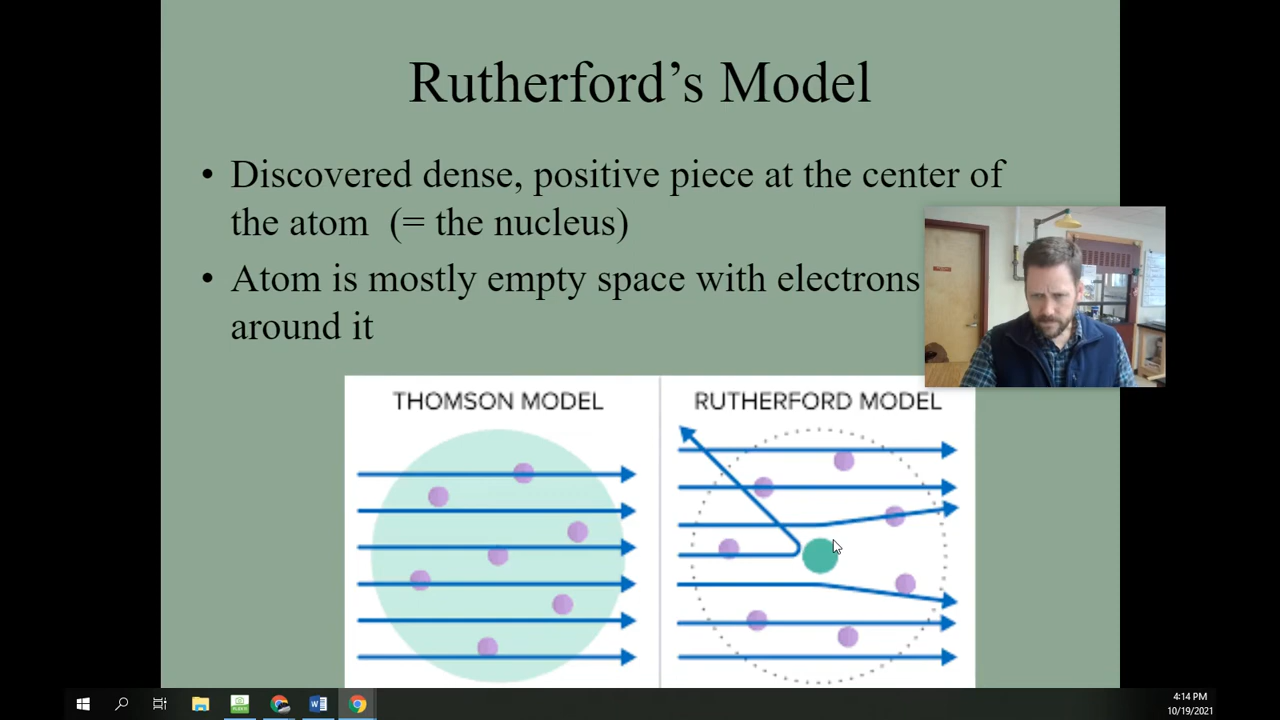 Rutherford’s Model
• Discovered dense, positive piece at the center of
the atom (= the nucleus)
• Atom is mostly empty space with electrons
around it
THOMSON MODEL
RUTHERFORD MODEL
4:14 PM
10/19/2021